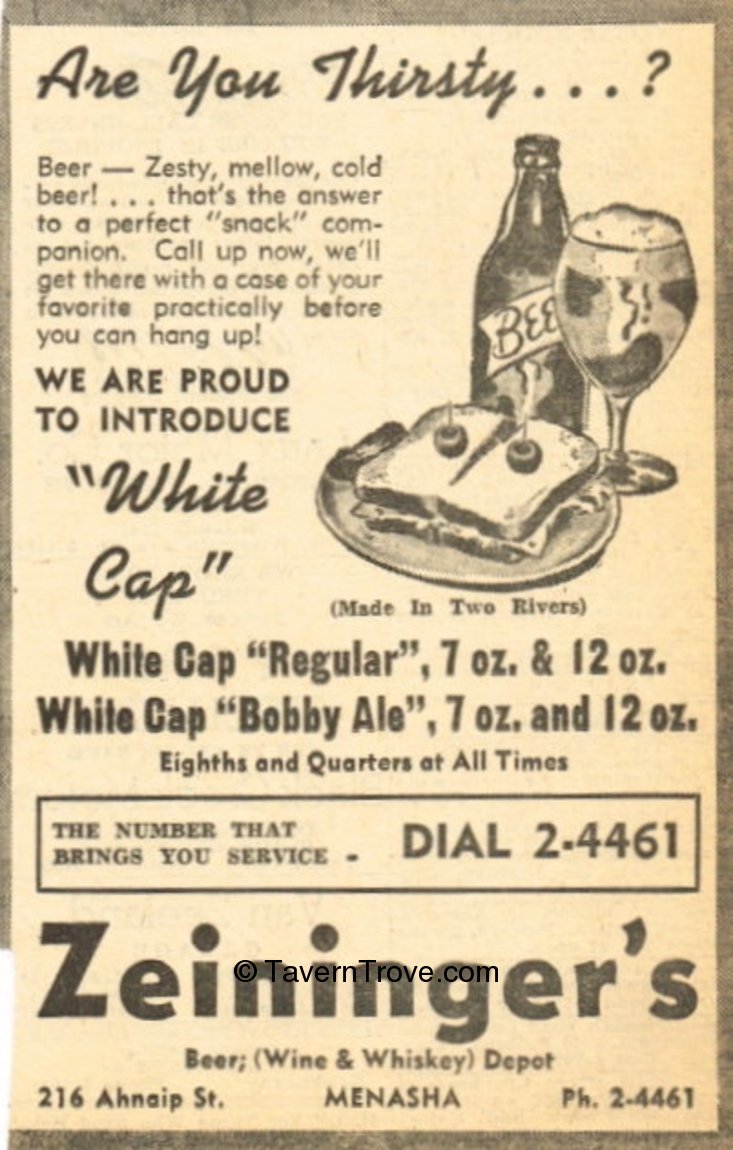 Are You Thirsty . . . ?
Beer — Zesty, mellow, cold
beer! . . . that's the answer
to a perfect "snack" com-
panion. Call up now, we'll
get there with a case of your
favorite practically before
you can hang up!
BEE
WE ARE PROUD
TO INTRODUCE
"White
Cap"
(Made In Two Rivers)
White Cap "Regular", 7 oz. & 12 oz.
White Cap "Bobby Ale", 7 oz. and 12 oz.
Eighths and Quarters at All Times
THE NUMBER THAT
BRINGS YOU SERVICE - DIAL 2-4461
Zeininger's
© TavernTrove.com
Beer; (Wine & Whiskey) Depot
216 Ahnaip St. MENASHA Ph. 2-4461